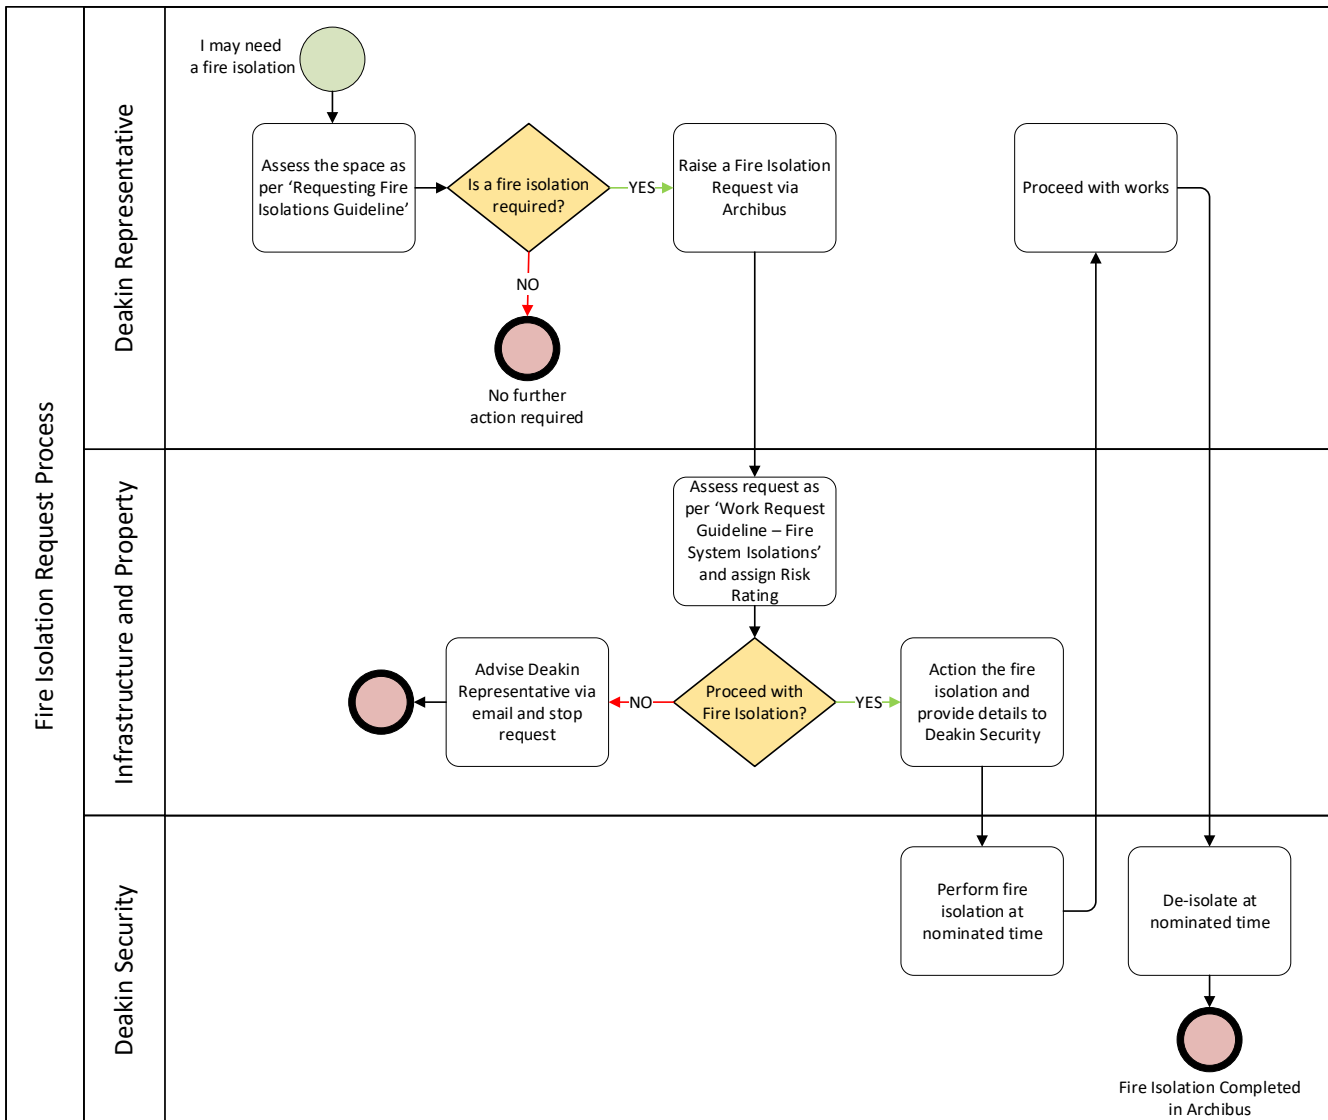 Fire Isolation Request Process
Deakin Representative
I may need
a fire isolation
Assess the space as
per ‘Requesting Fire
Isolations Guideline’
Is a fire isolation
required?
YES
Raise a Fire Isolation
Request via
Archibus
Proceed with works
NO
No further
action required
Infrastructure and Property
Assess request as
per ‘Work Request
Guideline – Fire
System Isolations’
and assign Risk
Rating
Advise Deakin
Representative via
email and stop
request
NO
Proceed with
Fire Isolation?
YES
Action the fire
isolation and
provide details to
Deakin Security
Deakin Security
Perform fire
isolation at
nominated time
De-isolate at
nominated time
Fire Isolation Completed
in Archibus